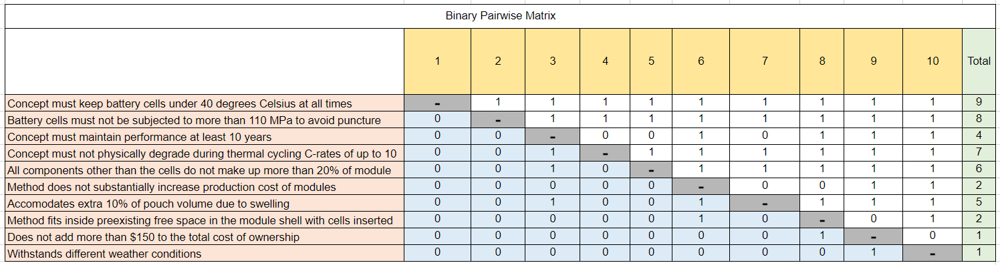 Binary Pairwise Matrix
1 2 3 4 5 6 7 8 9 10 Total
Concept must keep battery cells under 40 degrees Celsius at all times - 1 1 1 1 1 1 1 1 1 9
Battery cells must not be subjected to more than 110 MPa to avoid puncture 0 - 1 1 1 1 1 1 1 1 8
Concept must maintain performance at least 10 years 0 0 - 0 0 1 0 1 1 1 4
Concept must not physically degrade during thermal cycling C-rates of up to 10 0 0 1 - 1 1 1 1 1 1 7
All components other than the cells do not make up more than 20% of module 0 0 1 0 - 1 1 1 1 1 6
Method does not substantially increase production cost of modules 0 0 0 0 0 - 0 0 1 1 2
Accomodates extra 10% of pouch volume due to swelling 0 0 1 0 0 1 - 1 1 1 5
Method fits inside preexisting free space in the module shell with cells inserted 0 0 0 0 0 1 0 - 0 1 2
Does not add more than $150 to the total cost of ownership 0 0 0 0 0 0 0 1 - 0 1
Withstands different weather conditions 0 0 0 0 0 0 0 0 1 - 1